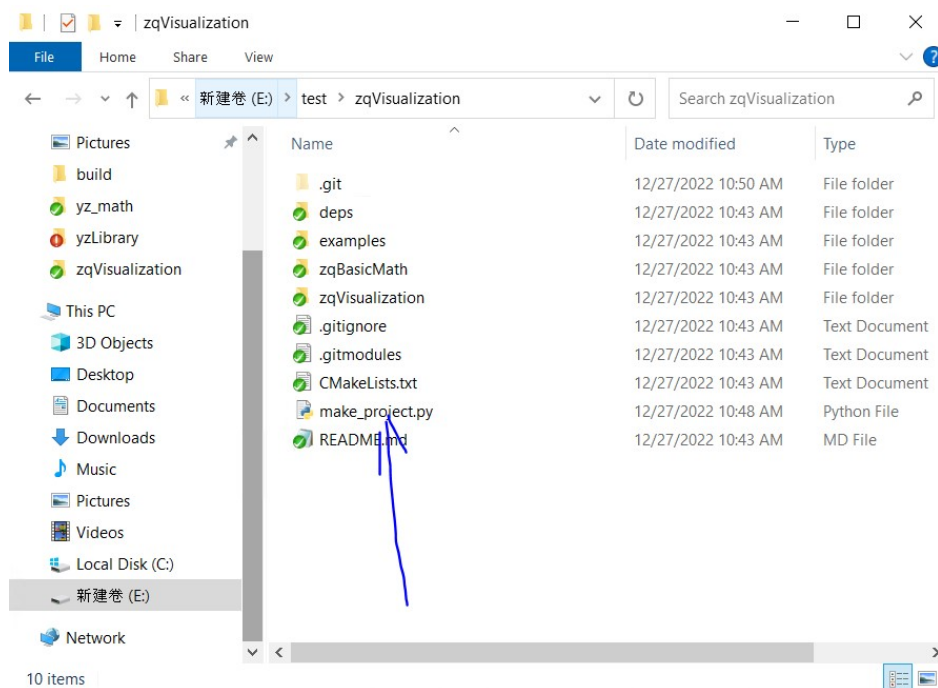 zqVisualization
File Home Share View
« 新建卷 (E:) > test > zqVisualization
Search zqVisualization
Name Date modified Type
Pictures
build
yz_math
yzLibrary
zqVisualization
This PC
3D Objects
Desktop
Documents
Downloads
Music
Pictures
Videos
Local Disk (C:)
新建卷 (E:)
Network
.git 12/27/2022 10:50 AM File folder
deps 12/27/2022 10:43 AM File folder
examples 12/27/2022 10:43 AM File folder
zqBasicMath 12/27/2022 10:43 AM File folder
zqVisualization 12/27/2022 10:43 AM File folder
.gitignore 12/27/2022 10:43 AM Text Document
.gitmodules 12/27/2022 10:43 AM Text Document
CMakeLists.txt 12/27/2022 10:43 AM Text Document
make_project.py 12/27/2022 10:48 AM Python File
README.md 12/27/2022 10:43 AM MD File
10 items